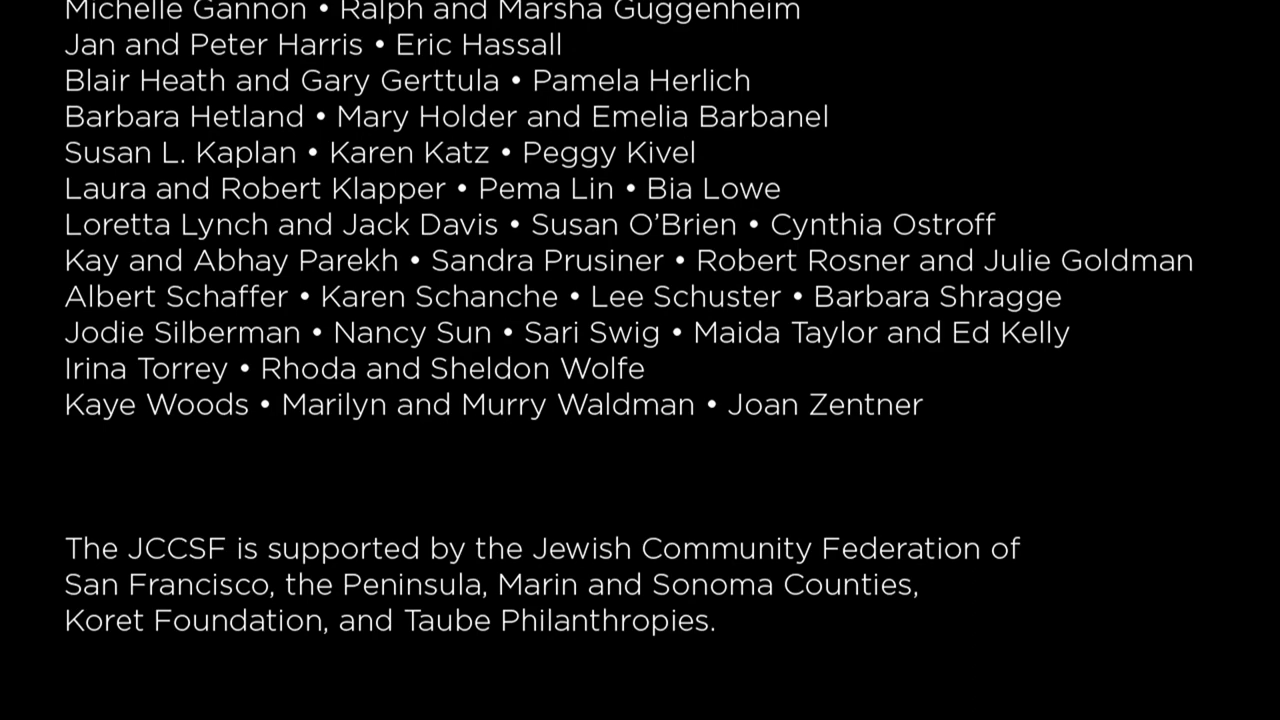 Michelle Gannon • Ralph and Marsha Guggenheim
Jan and Peter Harris • Eric Hassall
Blair Heath and Gary Gerttula • Pamela Herlich
Barbara Hetland • Mary Holder and Emelia Barbanel
Susan L. Kaplan • Karen Katz • Peggy Kivel
Laura and Robert Klapper • Pema Lin • Bia Lowe
Loretta Lynch and Jack Davis • Susan O’Brien • Cynthia Ostroff
Kay and Abhay Parekh • Sandra Prusiner • Robert Rosner and Julie Goldman
Albert Schaffer • Karen Schanche • Lee Schuster • Barbara Shragge
Jodie Silberman • Nancy Sun • Sari Swig • Maida Taylor and Ed Kelly
Irina Torrey • Rhoda and Sheldon Wolfe
Kaye Woods • Marilyn and Murry Waldman • Joan Zentner
The JCCSF is supported by the Jewish Community Federation of
San Francisco, the Peninsula, Marin and Sonoma Counties,
Koret Foundation, and Taube Philanthropies.